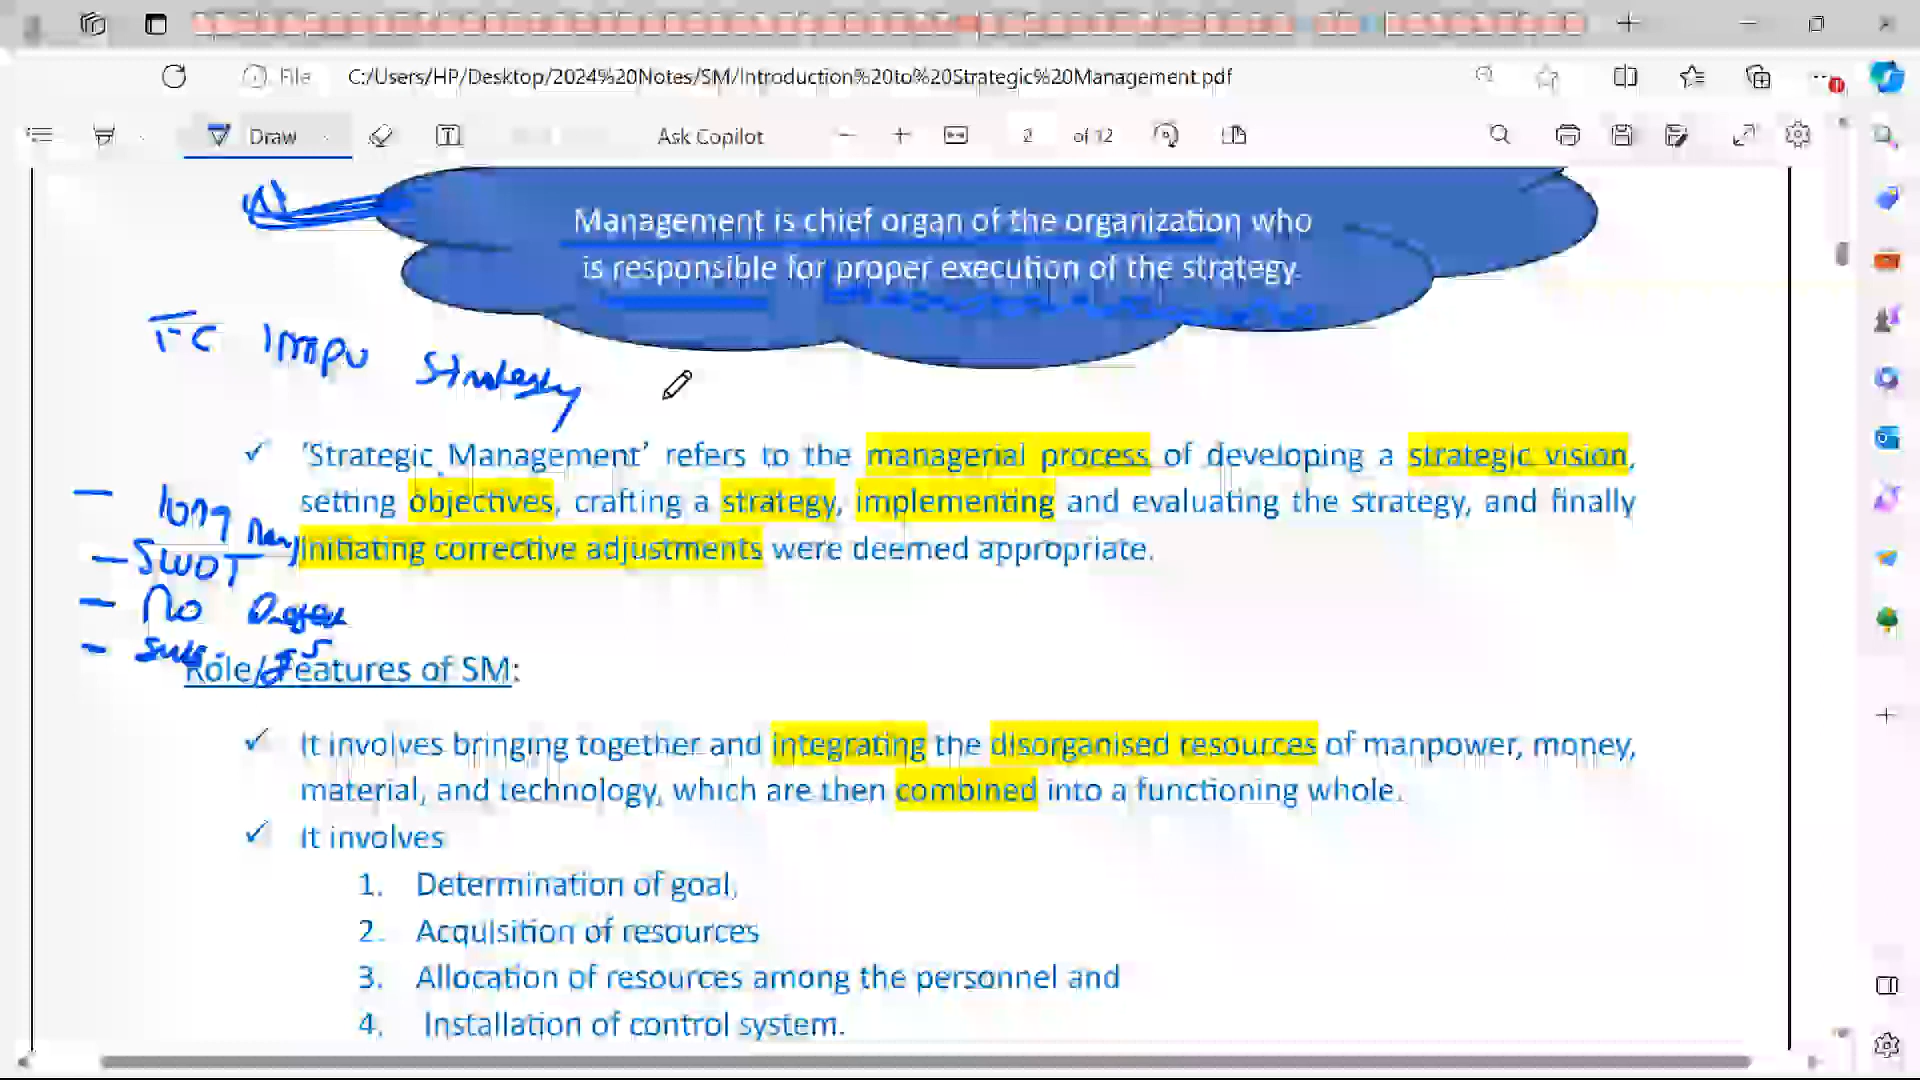 File C:/Users/HP/Desktop/2024%20Notes/SM/Introduction%20to%20Strategic%20Management.pdf
Draw Ask Copilot 2 of 12
Management is chief organ of the organization who
is responsible for proper execution of the strategy.
Strategy
✓ 'Strategic Management' refers to the managerial process of developing a strategic vision,
setting objectives, crafting a strategy, implementing and evaluating the strategy, and finally
initiating corrective adjustments were deemed appropriate.
- long
- SWOT
- No
Role/Features of SM:
✓ It involves bringing together and integrating the disorganised resources of manpower, money,
material, and technology, which are then combined into a functioning whole.
✓ It involves
1. Determination of goal,
2. Acquisition of resources
3. Allocation of resources among the personnel and
4. Installation of control system.